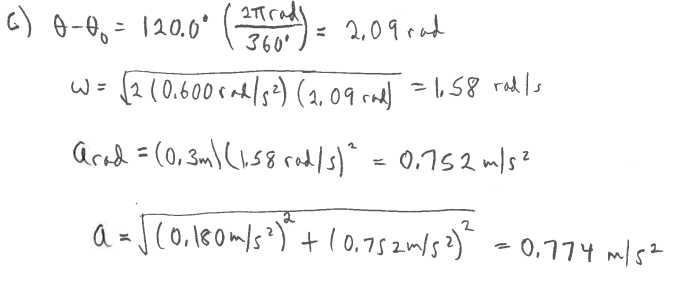 c) θ-θ₀ = 120.0° (2π rad/360°) = 2.09 rad
ω = √2(0.600 rad/s²)(2.09 rad) = 1.58 rad/s
arad = (0.3m)(1.58 rad/s)² = 0.752 m/s²
a = √(0.180 m/s²)² + (0.752 m/s²)² = 0.774 m/s²